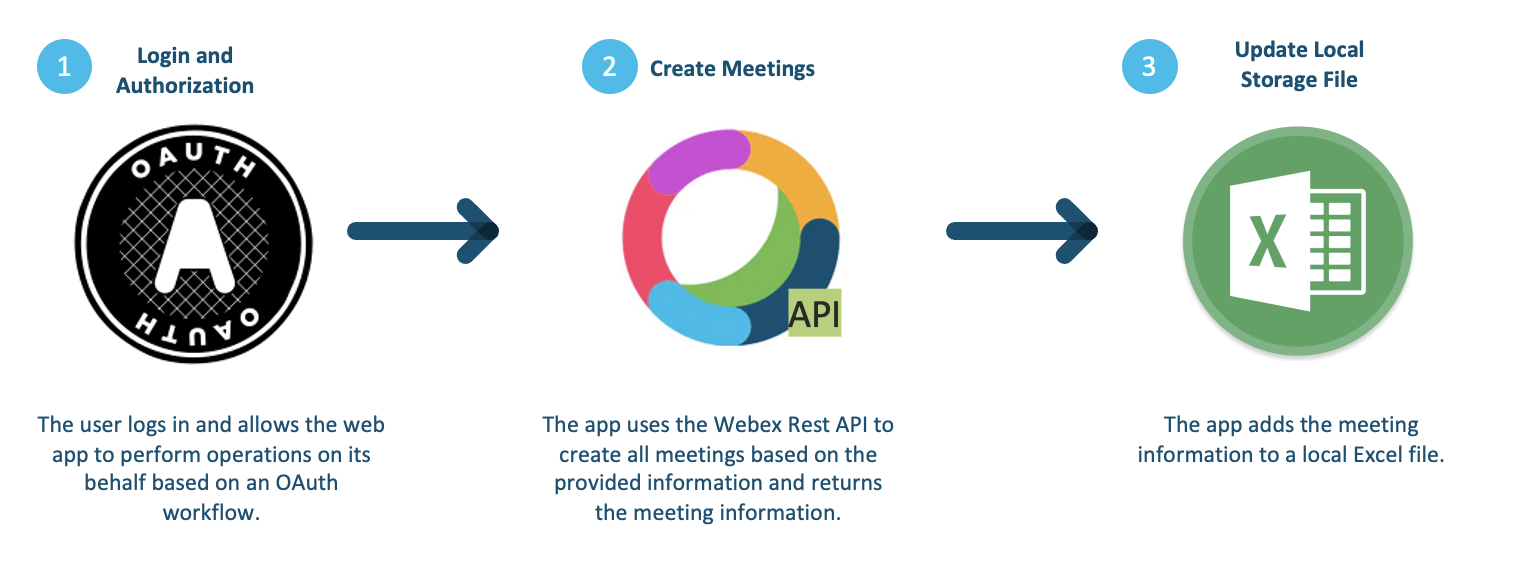 1
Login and
Authorization
OAUTH
OAUTH
The user logs in and allows the web
app to perform operations on its
behalf based on an OAuth
workflow.
2
Create Meetings
API
The app uses the Webex Rest API to
create all meetings based on the
provided information and returns
the meeting information.
3
Update Local
Storage File
X
The app adds the meeting
information to a local Excel file.